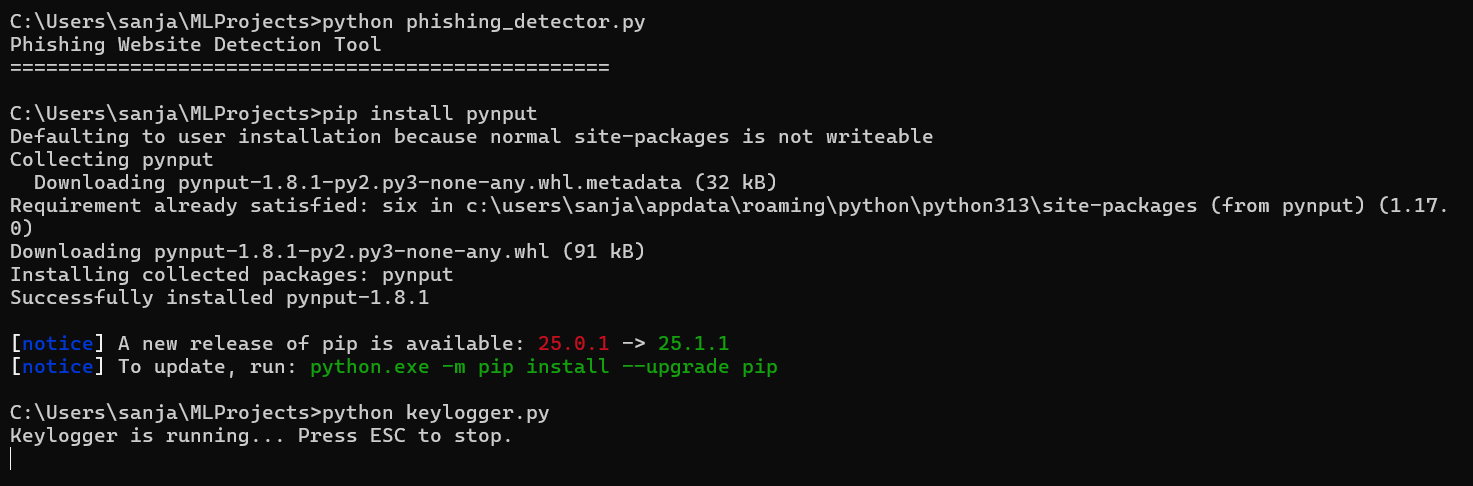 C:\Users\sanja\MLProjects>python phishing_detector.py
Phishing Website Detection Tool
==================================================
C:\Users\sanja\MLProjects>pip install pynput
Defaulting to user installation because normal site-packages is not writeable
Collecting pynput
  Downloading pynput-1.8.1-py2.py3-none-any.whl.metadata (32 kB)
Requirement already satisfied: six in c:\users\sanja\appdata\roaming\python\python313\site-packages (from pynput) (1.17.
0)
Downloading pynput-1.8.1-py2.py3-none-any.whl (91 kB)
Installing collected packages: pynput
Successfully installed pynput-1.8.1
[notice] A new release of pip is available: 25.0.1 -> 25.1.1
[notice] To update, run: python.exe -m pip install --upgrade pip
C:\Users\sanja\MLProjects>python keylogger.py
Keylogger is running... Press ESC to stop.